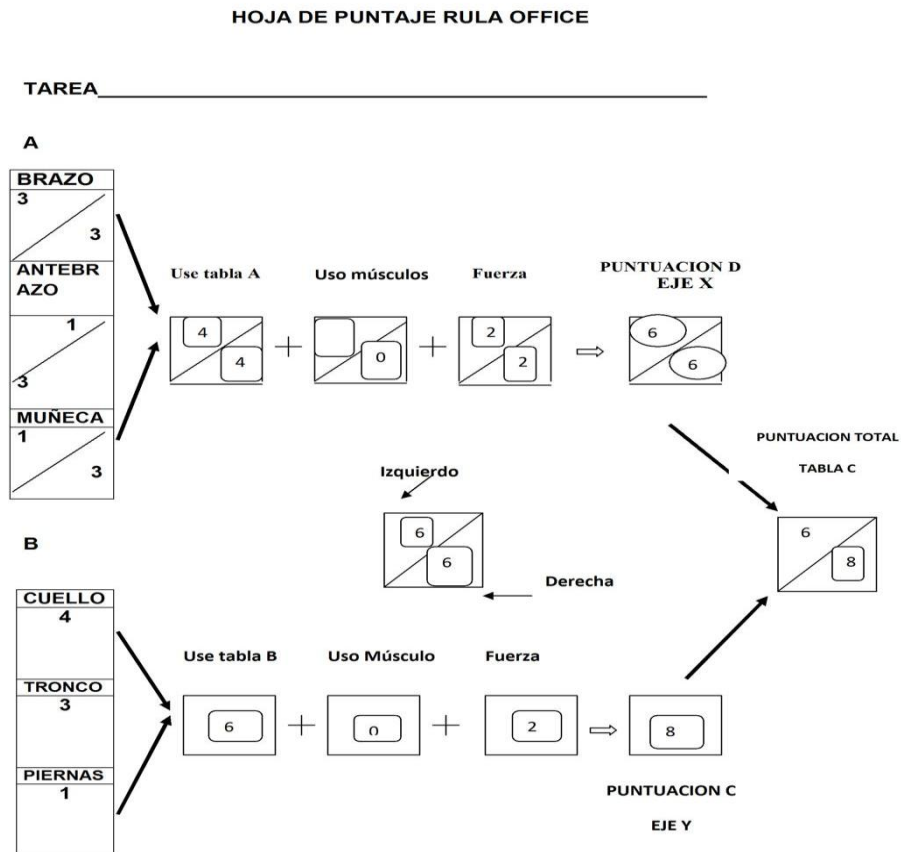 HOJA DE PUNTAJE RULA OFFICE
TAREA
A
BRAZO
3
3
ANTEBR
AZO
1
3
MUÑECA
1
3
Use tabla A
4
4
+
Uso músculos
0
+
Fuerza
2
2
PUNTUACION D
EJE X
6
6
PUNTUACION TOTAL
TABLA C
6
8
Izquierdo
6
6
Derecha
B
CUELLO
4
TRONCO
3
PIERNAS
1
Use tabla B
6
+
Uso Músculo
0
+
Fuerza
2
8
PUNTUACION C
EJE Y